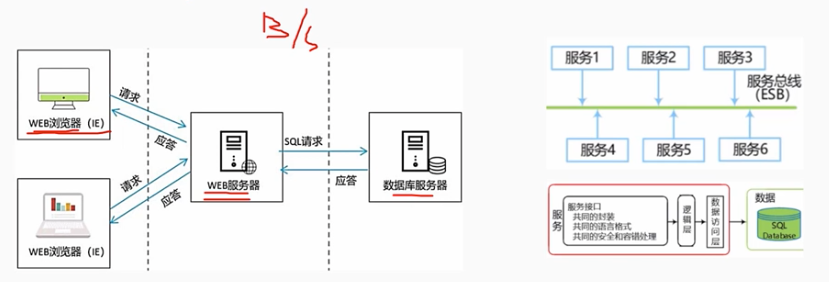 B/S
WEB浏览器（IE）
请求
应答
WEB浏览器（IE）
请求
应答
WEB服务器
SQL请求
应答
数据库服务器
服务1
服务2
服务3
服务总线
（ESB）
服务4
服务5
服务6
服务
服务接口
共同的封装
共同的语言格式
共同的安全和容错处理
逻辑层
数据访问层
数据
SQL
Database